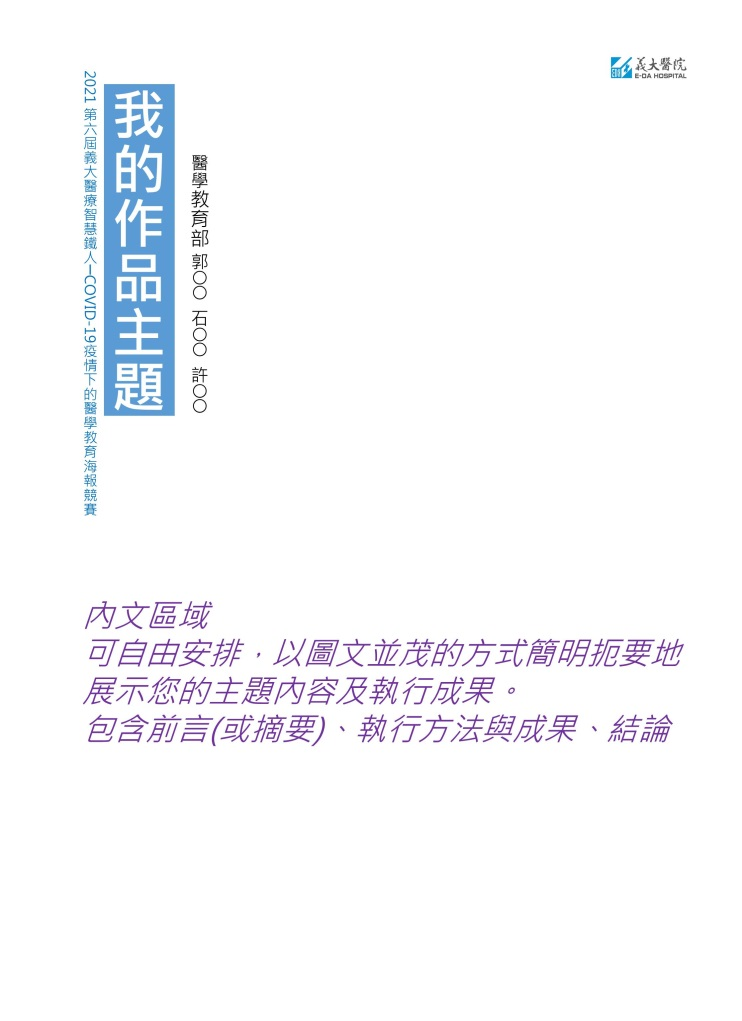 義大醫院
E-DA HOSPITAL
2021 第六屆義大醫療智慧鐵人—COVID-19疫情下的醫學教育海報競賽
我的作品主題
醫學教育部 郭〇〇 石〇〇 許〇〇
內文區域
可自由安排，以圖文並茂的方式簡明扼要地
展示您的主題內容及執行成果。
包含前言(或摘要)、執行方法與成果、結論